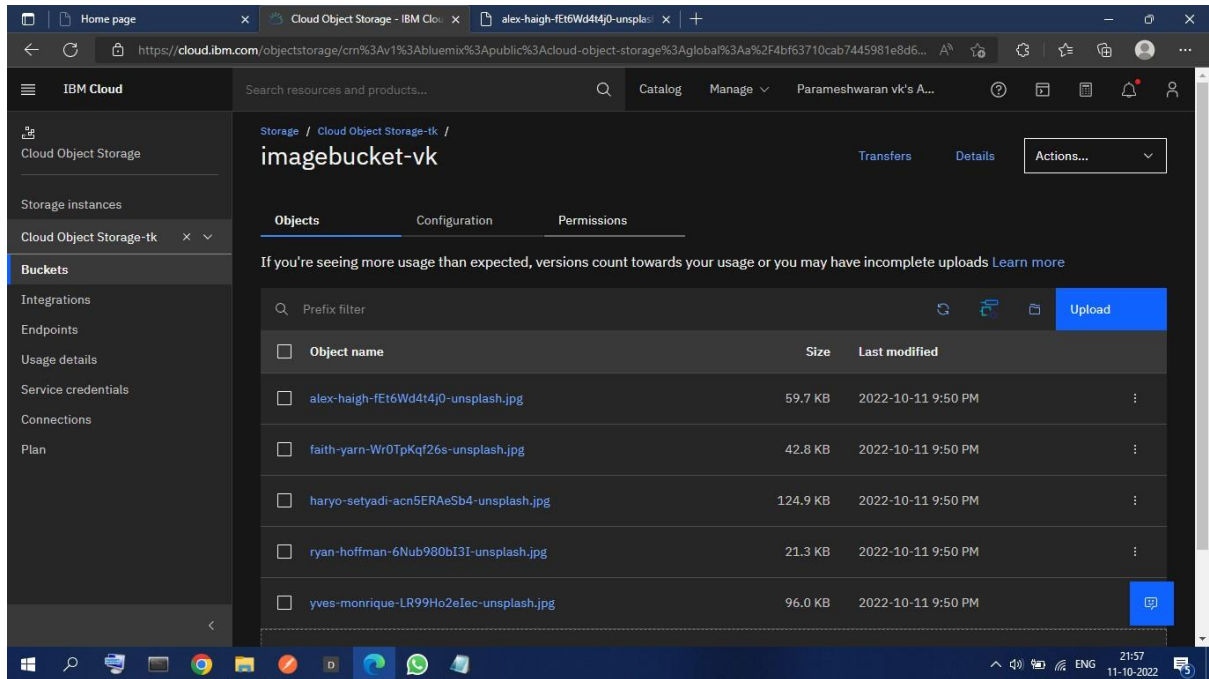 Home page
Cloud Object Storage - IBM Clou
alex-haigh-fEt6Wd4t4j0-unsplas
https://cloud.ibm.com/objectstorage/crn%3Av1%3Abluemix%3Apublic%3Acloud-object-storage%3Aglobal%3Aa%2F4bf63710cab7445981e8d6...
IBM Cloud
Search resources and products...
Catalog
Manage
Parameshwaran vk's A...
Cloud Object Storage
Storage instances
Cloud Object Storage-tk
Buckets
Integrations
Endpoints
Usage details
Service credentials
Connections
Plan
Storage / Cloud Object Storage-tk /
imagebucket-vk
Transfers
Details
Actions...
Objects
Configuration
Permissions
If you're seeing more usage than expected, versions count towards your usage or you may have incomplete uploads Learn more
Prefix filter
Upload
Object name Size Last modified
alex-haigh-fEt6Wd4t4j0-unsplash.jpg 59.7 KB 2022-10-11 9:50 PM
faith-yarn-Wr0TpKqf26s-unsplash.jpg 42.8 KB 2022-10-11 9:50 PM
haryo-setyadi-acn5ERAeSb4-unsplash.jpg 124.9 KB 2022-10-11 9:50 PM
ryan-hoffman-6Nub980bI3I-unsplash.jpg 21.3 KB 2022-10-11 9:50 PM
yves-monrique-LR99Ho2eIec-unsplash.jpg 96.0 KB 2022-10-11 9:50 PM
D
ENG
21:57
11-10-2022
5